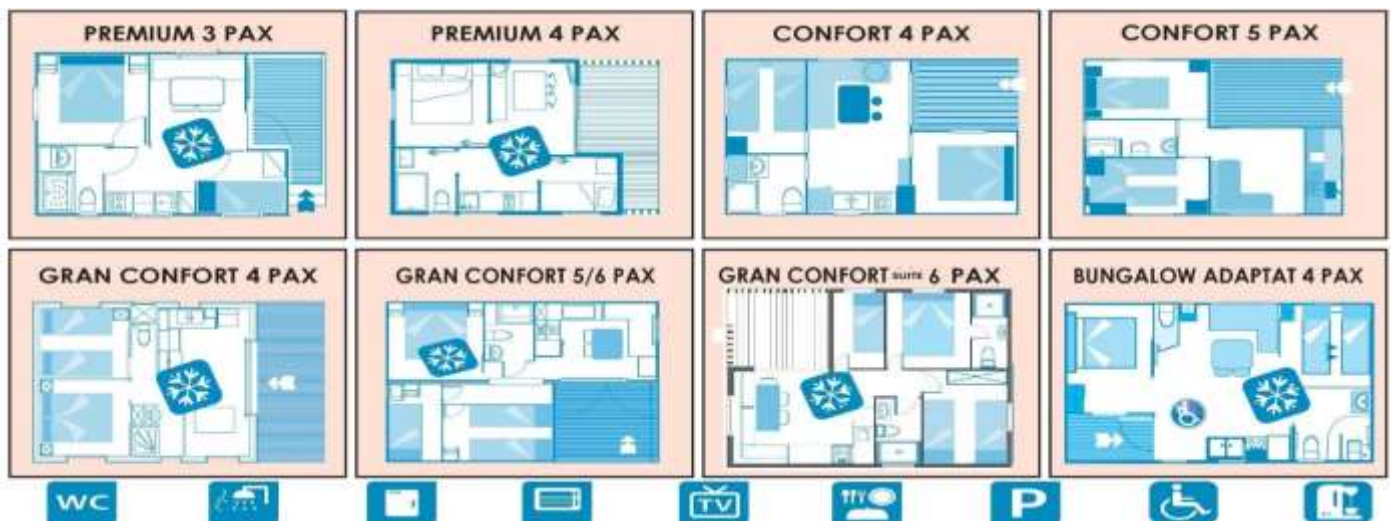 PREMIUM 3 PAX
PREMIUM 4 PAX
CONFORT 4 PAX
CONFORT 5 PAX
GRAN CONFORT 4 PAX
GRAN CONFORT 5/6 PAX
GRAN CONFORT SUITE 6 PAX
BUNGALOW ADAPTAT 4 PAX
WC
TV
P